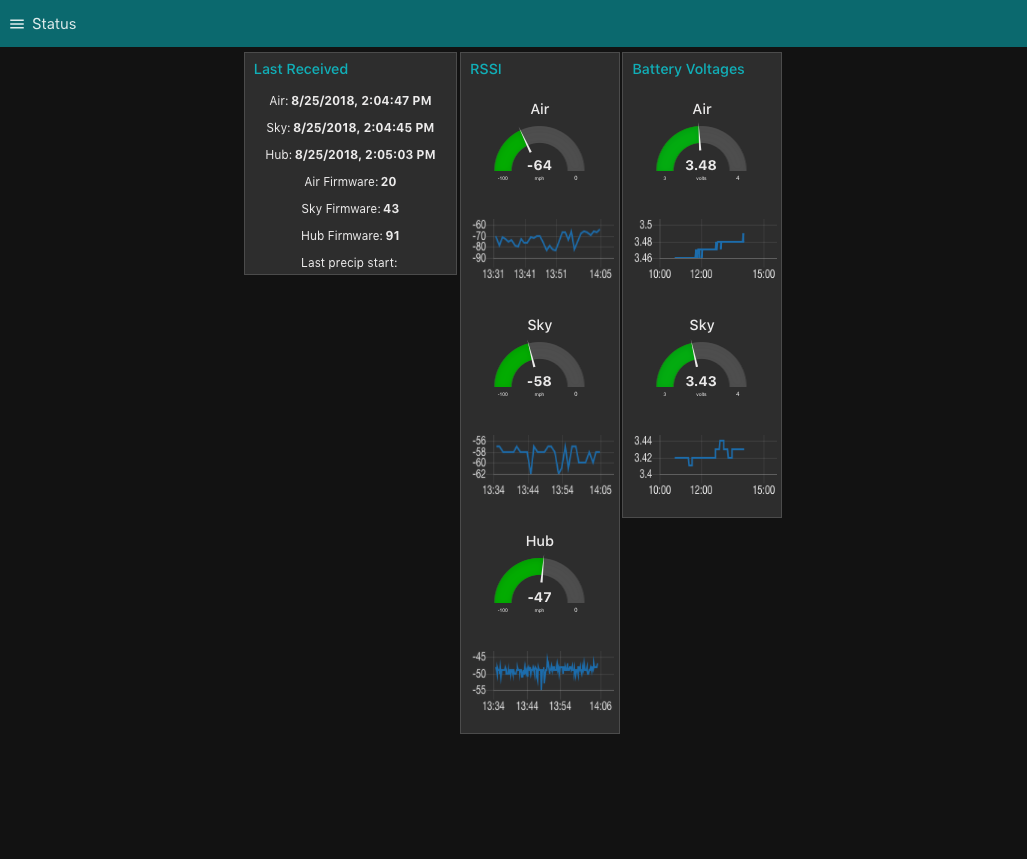 Status
Last Received
Air: 8/25/2018, 2:04:47 PM
Sky: 8/25/2018, 2:04:45 PM
Hub: 8/25/2018, 2:05:03 PM
Air Firmware: 20
Sky Firmware: 43
Hub Firmware: 91
Last precip start:
RSSI
Air
-64
-100 mph 0
-60
-70
-80
-90
13:31 13:41 13:51 14:05
Sky
-58
-100 mph 0
-56
-58
-60
-62
13:34 13:44 13:54 14:05
Hub
-47
-100 mph 0
-45
-50
-55
13:34 13:44 13:54 14:06
Battery Voltages
Air
3.48
3 volts 4
3.5
3.48
3.46
10:00 12:00 15:00
Sky
3.43
3 volts 4
3.44
3.42
3.4
10:00 12:00 15:00